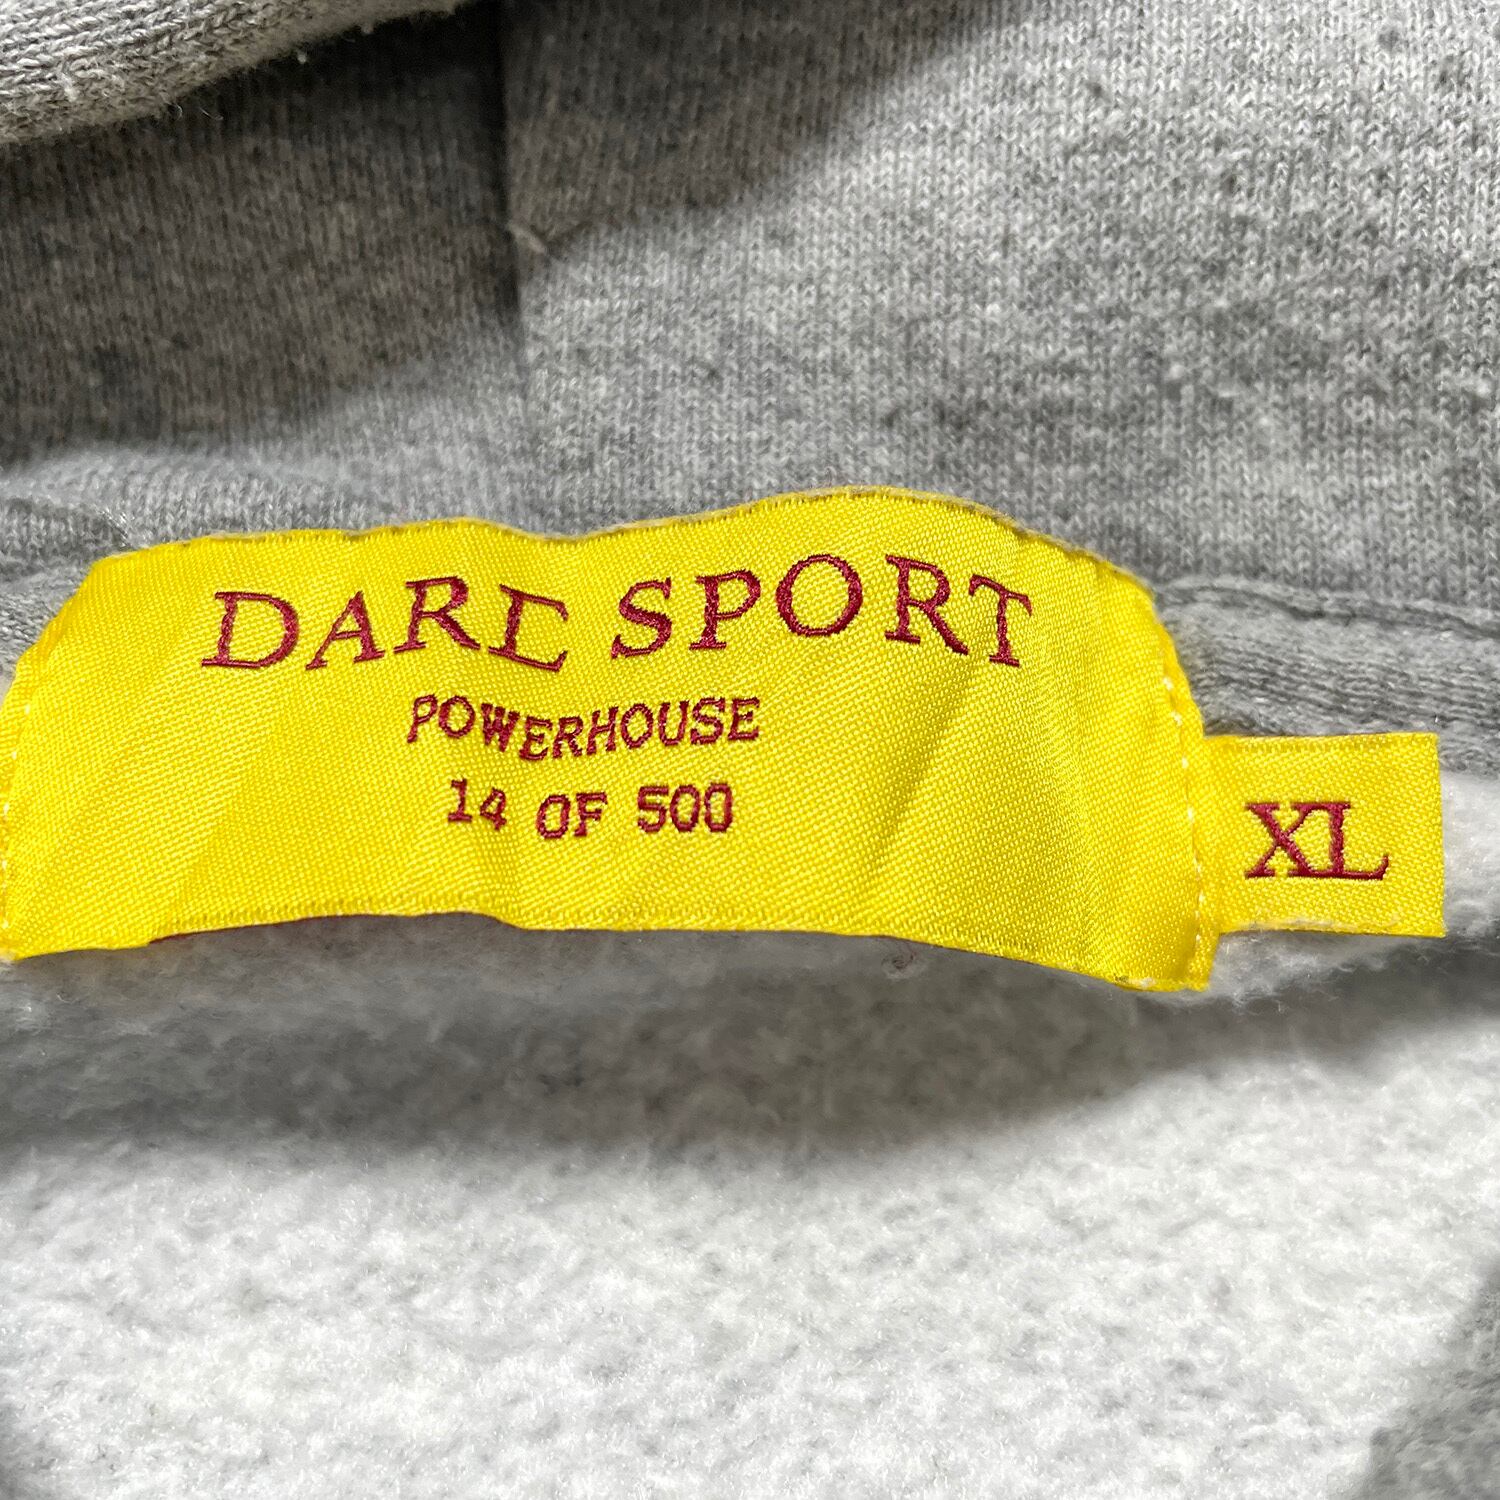 DARE SPORT
POWERHOUSE
14 OF 500
XL